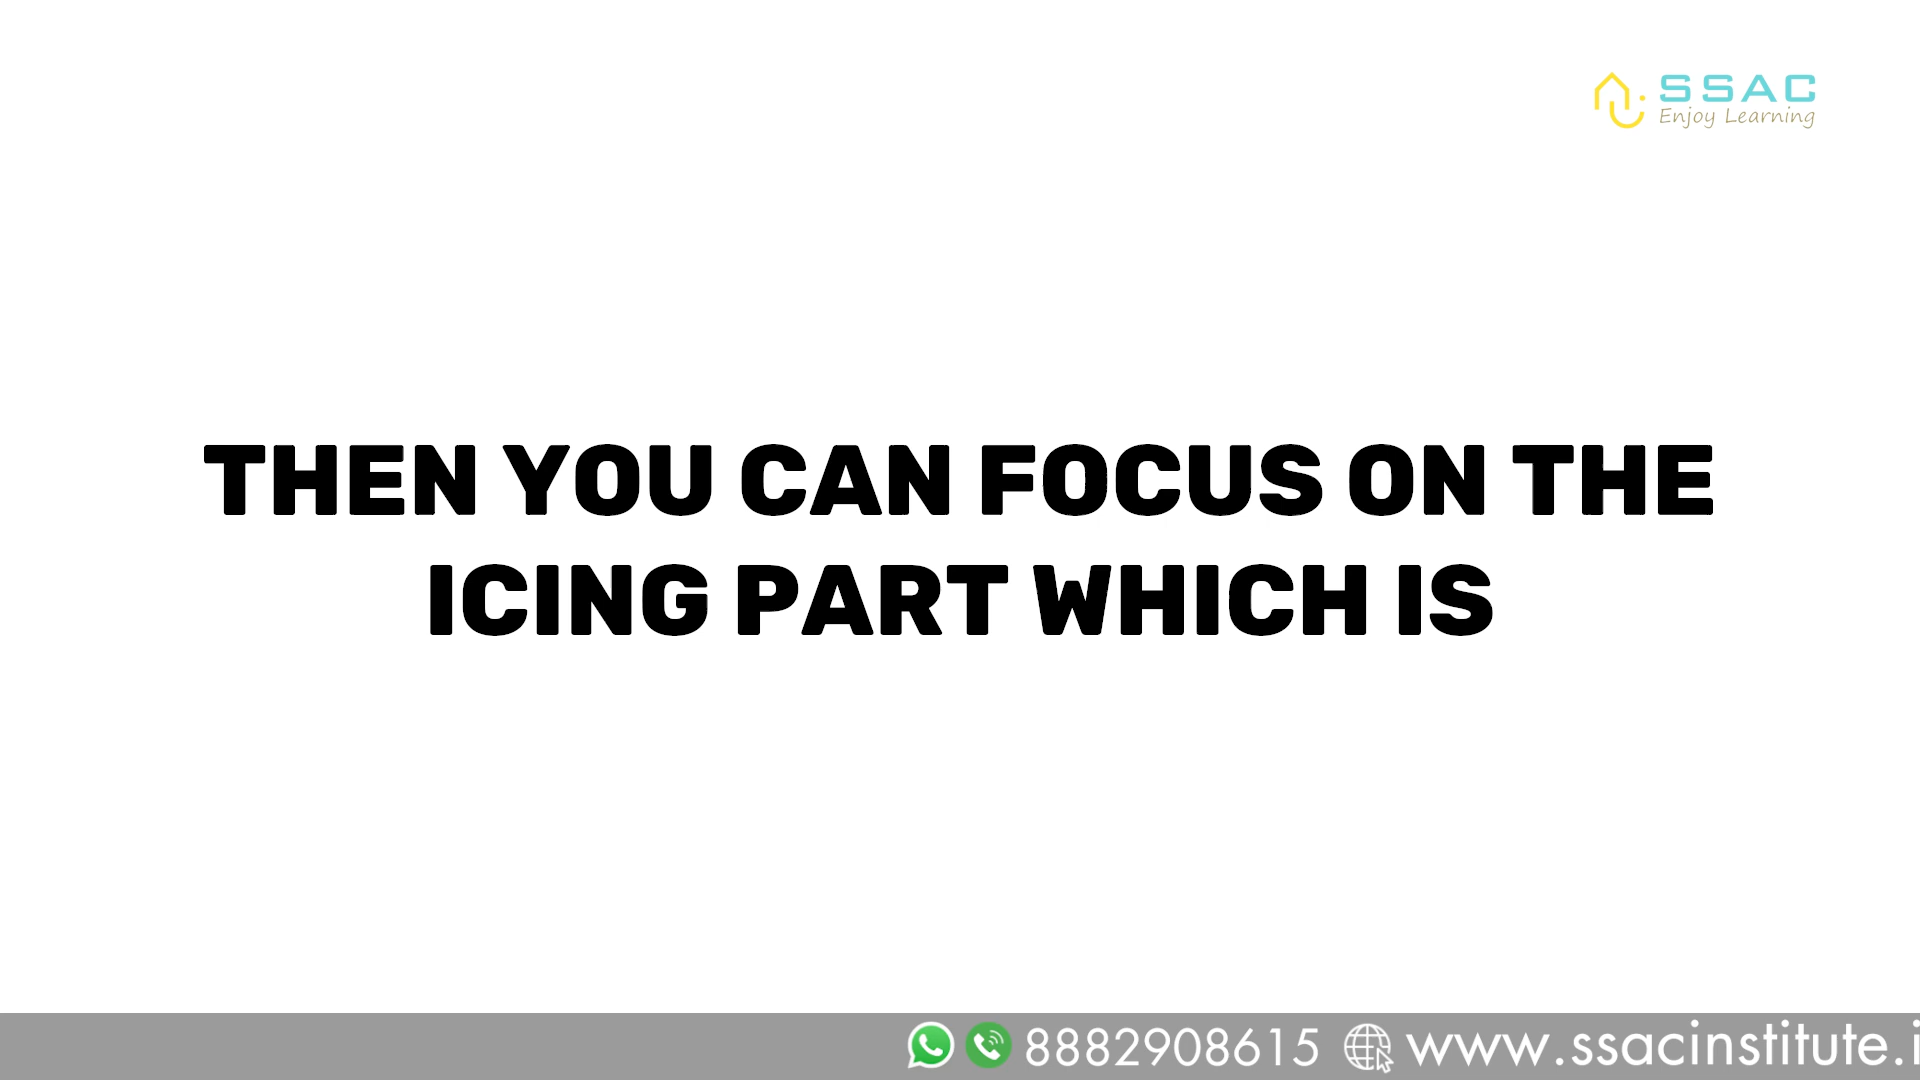 SSAC
Enjoy Learning
THEN YOU CAN FOCUS ON THE
ICING PART WHICH IS
8882908615 www.ssacinstitute.i